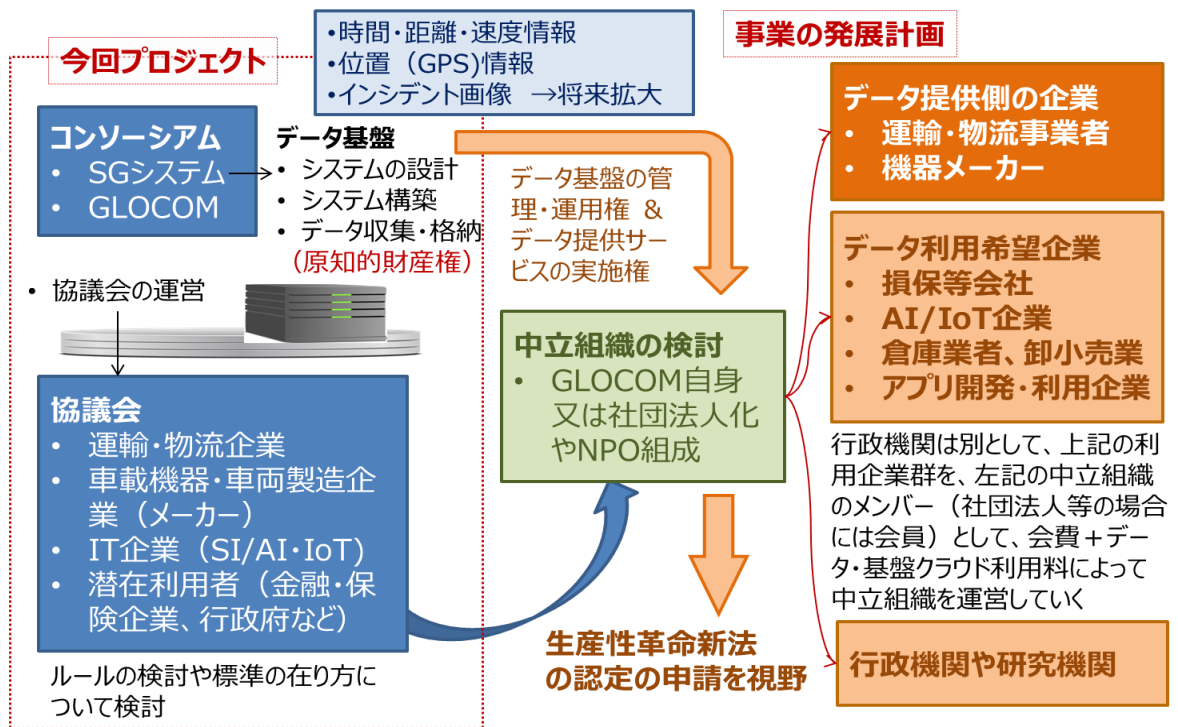 今回プロジェクト
•時間・距離・速度情報
•位置（GPS)情報
•インシデント画像 →将来拡大
事業の発展計画
コンソーシアム
• SGシステム
• GLOCOM
データ基盤
• システムの設計
• システム構築
• データ収集・格納
（原知的財産権）
• 協議会の運営
協議会
• 運輸・物流企業
• 車載機器・車両製造企
業（メーカー）
• IT企業（SI/AI・IoT)
• 潜在利用者（金融・保
険企業、行政府など）
ルールの検討や標準の在り方に
ついて検討
データ基盤の管
理・運用権 ＆
データ提供サー
ビスの実施権
中立組織の検討
• GLOCOM自身
又は社団法人化
やNPO組成
生産性革命新法
の認定の申請を視野
データ提供側の企業
• 運輸・物流事業者
• 機器メーカー
データ利用希望企業
• 損保等会社
• AI/IoT企業
• 倉庫業者、卸小売業
• アプリ開発・利用企業
行政機関は別として、上記の利
用企業群を、左記の中立組織
のメンバー（社団法人等の場合
には会員）として、会費＋デー
タ・基盤クラウド利用料によって
中立組織を運営していく
行政機関や研究機関